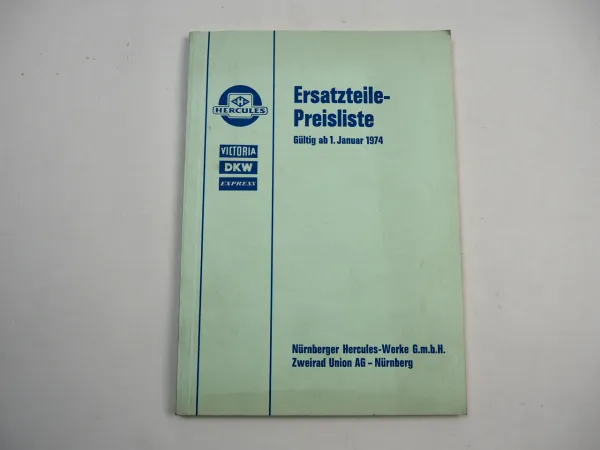 H
HERCULES
VICTORIA
DKW
EXPRESS
Ersatzteile-
Preisliste
Gültig ab 1. Januar 1974
Nürnberger Hercules-Werke G.m.b.H.
Zweirad Union AG – Nürnberg